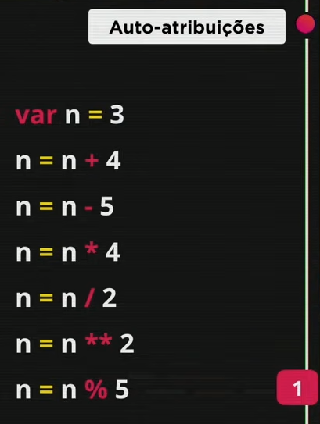 Auto-atribuições
var n = 3
n = n + 4
n = n - 5
n = n * 4
n = n / 2
n = n ** 2
n = n % 5
1